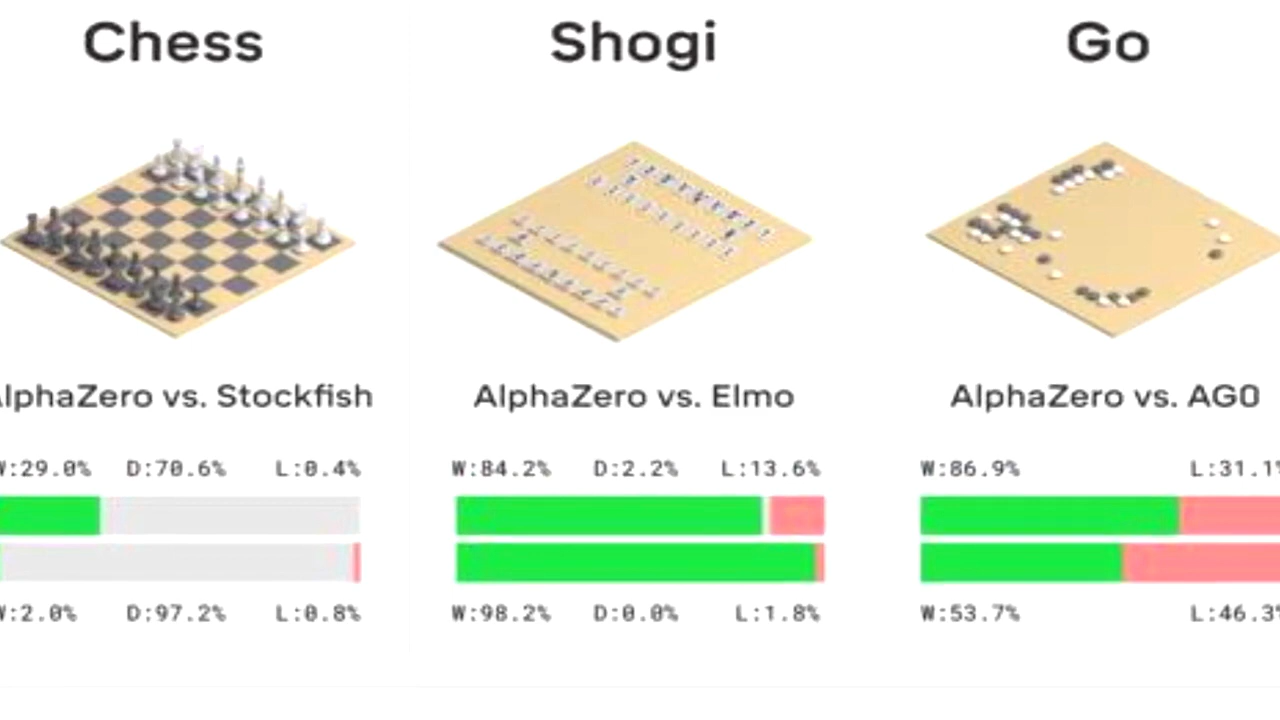 Chess
Shogi
Go
lphaZero vs. Stockfish
AlphaZero vs. Elmo
AlphaZero vs. AG0
W:29.0% D:70.6% L:0.4%
W:84.2% D:2.2% L:13.6%
W:86.9% L:31.1%
W:2.0% D:97.2% L:0.8%
W:98.2% D:0.0% L:1.8%
W:53.7% L:46.3%